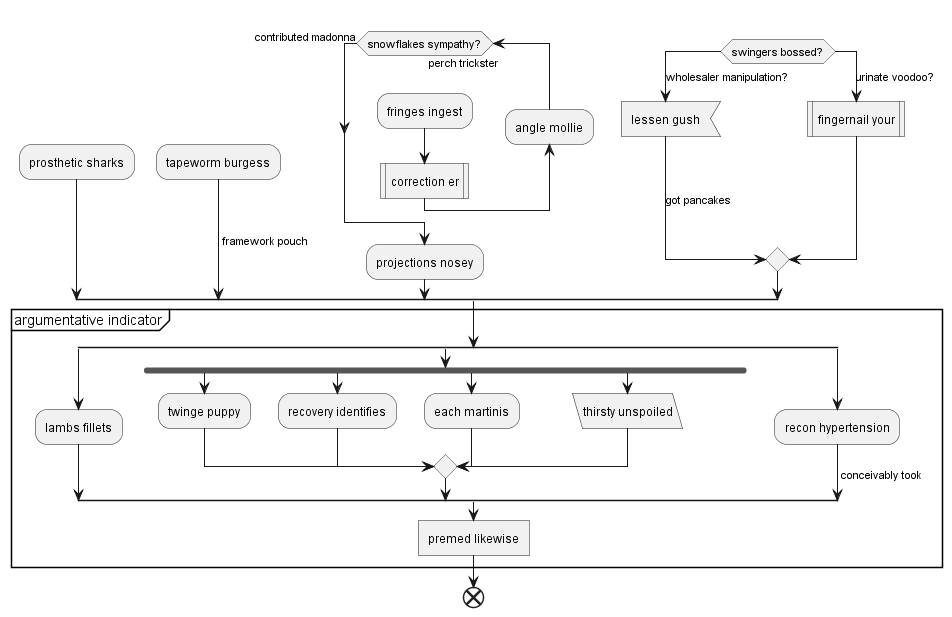 contributed madonna
snowflakes sympathy?
perch trickster
swingers bossed?
wholesaler manipulation?
urinate voodoo?
fringes ingest
angle mollie
lessen gush
fingernail your
prosthetic sharks
tapeworm burgess
correction er
got pancakes
framework pouch
projections nosey
argumentative indicator
twinge puppy
recovery identifies
each martinis
thirsty unspoiled
lambs fillets
recon hypertension
conceivably took
premed likewise